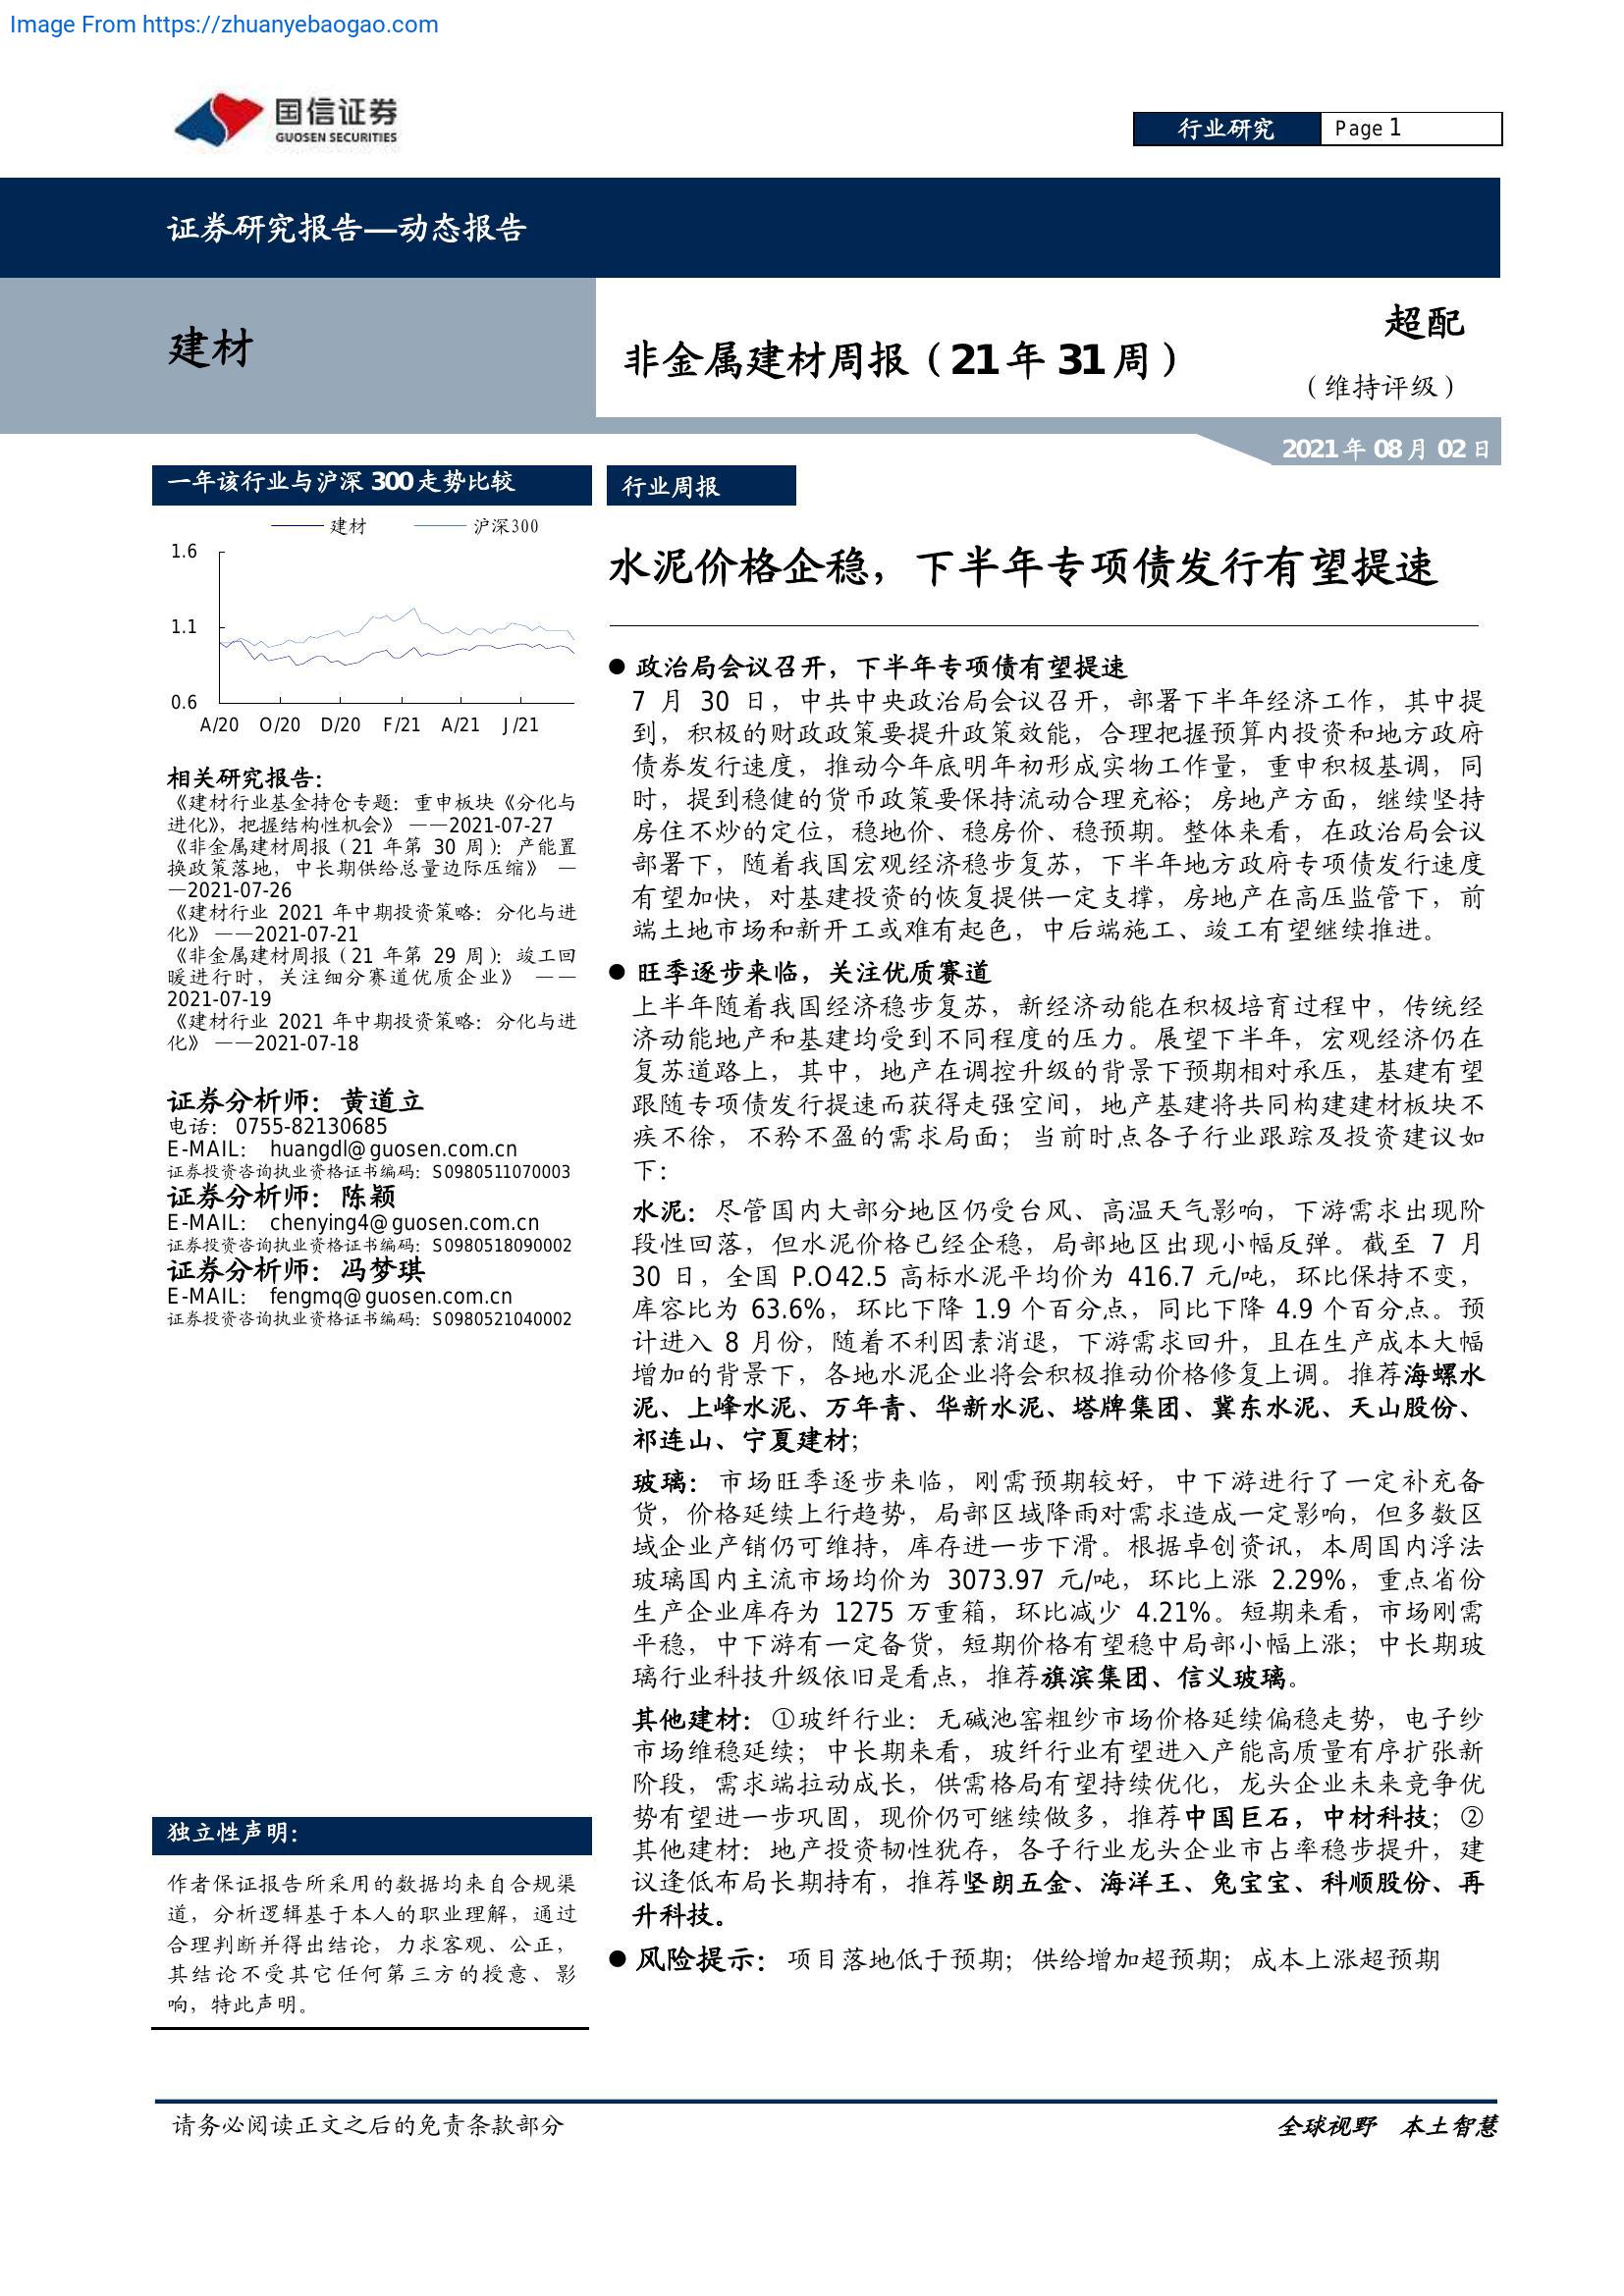 Image From https://zhuanyebaogao.com
国信证券
GUOSEN SECURITIES
行业研究
Page 1
证券研究报告—动态报告
建材
非金属建材周报（21年31周）
超配
（维持评级）
2021年08月02日
一年该行业与沪深300走势比较
建材 沪深300
1.6
1.1
0.6
A/20 O/20 D/20 F/21 A/21 J/21
相关研究报告：
《建材行业基金持仓专题：重申板块《分化与
进化》，把握结构性机会》 ——2021-07-27
《非金属建材周报（21 年第 30 周）：产能置
换政策落地，中长期供给总量边际压缩》 —
—2021-07-26
《建材行业 2021 年中期投资策略：分化与进
化》 ——2021-07-21
《非金属建材周报（21 年第 29 周）：竣工回
暖进行时，关注细分赛道优质企业》 ——
2021-07-19
《建材行业 2021 年中期投资策略：分化与进
化》 ——2021-07-18
证券分析师：黄道立
电话： 0755-82130685
E-MAIL： huangdl@guosen.com.cn
证券投资咨询执业资格证书编码：S0980511070003
证券分析师：陈颖
E-MAIL： chenying4@guosen.com.cn
证券投资咨询执业资格证书编码：S0980518090002
证券分析师：冯梦琪
E-MAIL： fengmq@guosen.com.cn
证券投资咨询执业资格证书编码：S0980521040002
独立性声明：
作者保证报告所采用的数据均来自合规渠
道，分析逻辑基于本人的职业理解，通过
合理判断并得出结论，力求客观、公正，
其结论不受其它任何第三方的授意、影
响，特此声明。
行业周报
水泥价格企稳，下半年专项债发行有望提速
● 政治局会议召开，下半年专项债有望提速
7 月 30 日，中共中央政治局会议召开，部署下半年经济工作，其中提
到，积极的财政政策要提升政策效能，合理把握预算内投资和地方政府
债券发行速度，推动今年底明年初形成实物工作量，重申积极基调，同
时，提到稳健的货币政策要保持流动合理充裕；房地产方面，继续坚持
房住不炒的定位，稳地价、稳房价、稳预期。整体来看，在政治局会议
部署下，随着我国宏观经济稳步复苏，下半年地方政府专项债发行速度
有望加快，对基建投资的恢复提供一定支撑，房地产在高压监管下，前
端土地市场和新开工或难有起色，中后端施工、竣工有望继续推进。
● 旺季逐步来临，关注优质赛道
上半年随着我国经济稳步复苏，新经济动能在积极培育过程中，传统经
济动能地产和基建均受到不同程度的压力。展望下半年，宏观经济仍在
复苏道路上，其中，地产在调控升级的背景下预期相对承压，基建有望
跟随专项债发行提速而获得走强空间，地产基建将共同构建建材板块不
疾不徐，不矜不盈的需求局面；当前时点各子行业跟踪及投资建议如
下：
水泥：尽管国内大部分地区仍受台风、高温天气影响，下游需求出现阶
段性回落，但水泥价格已经企稳，局部地区出现小幅反弹。截至 7 月
30 日，全国 P.O42.5 高标水泥平均价为 416.7 元/吨，环比保持不变，
库容比为 63.6%，环比下降 1.9 个百分点，同比下降 4.9 个百分点。预
计进入 8 月份，随着不利因素消退，下游需求回升，且在生产成本大幅
增加的背景下，各地水泥企业将会积极推动价格修复上调。推荐海螺水
泥、上峰水泥、万年青、华新水泥、塔牌集团、冀东水泥、天山股份、
祁连山、宁夏建材；
玻璃：市场旺季逐步来临，刚需预期较好，中下游进行了一定补充备
货，价格延续上行趋势，局部区域降雨对需求造成一定影响，但多数区
域企业产销仍可维持，库存进一步下滑。根据卓创资讯，本周国内浮法
玻璃国内主流市场均价为 3073.97 元/吨，环比上涨 2.29%，重点省份
生产企业库存为 1275 万重箱，环比减少 4.21%。短期来看，市场刚需
平稳，中下游有一定备货，短期价格有望稳中局部小幅上涨；中长期玻
璃行业科技升级依旧是看点，推荐旗滨集团、信义玻璃。
其他建材：①玻纤行业：无碱池窑粗纱市场价格延续偏稳走势，电子纱
市场维稳延续；中长期来看，玻纤行业有望进入产能高质量有序扩张新
阶段，需求端拉动成长，供需格局有望持续优化，龙头企业未来竞争优
势有望进一步巩固，现价仍可继续做多，推荐中国巨石，中材科技；②
其他建材：地产投资韧性犹存，各子行业龙头企业市占率稳步提升，建
议逢低布局长期持有，推荐坚朗五金、海洋王、兔宝宝、科顺股份、再
升科技。
● 风险提示：项目落地低于预期；供给增加超预期；成本上涨超预期
请务必阅读正文之后的免责条款部分
全球视野 本土智慧